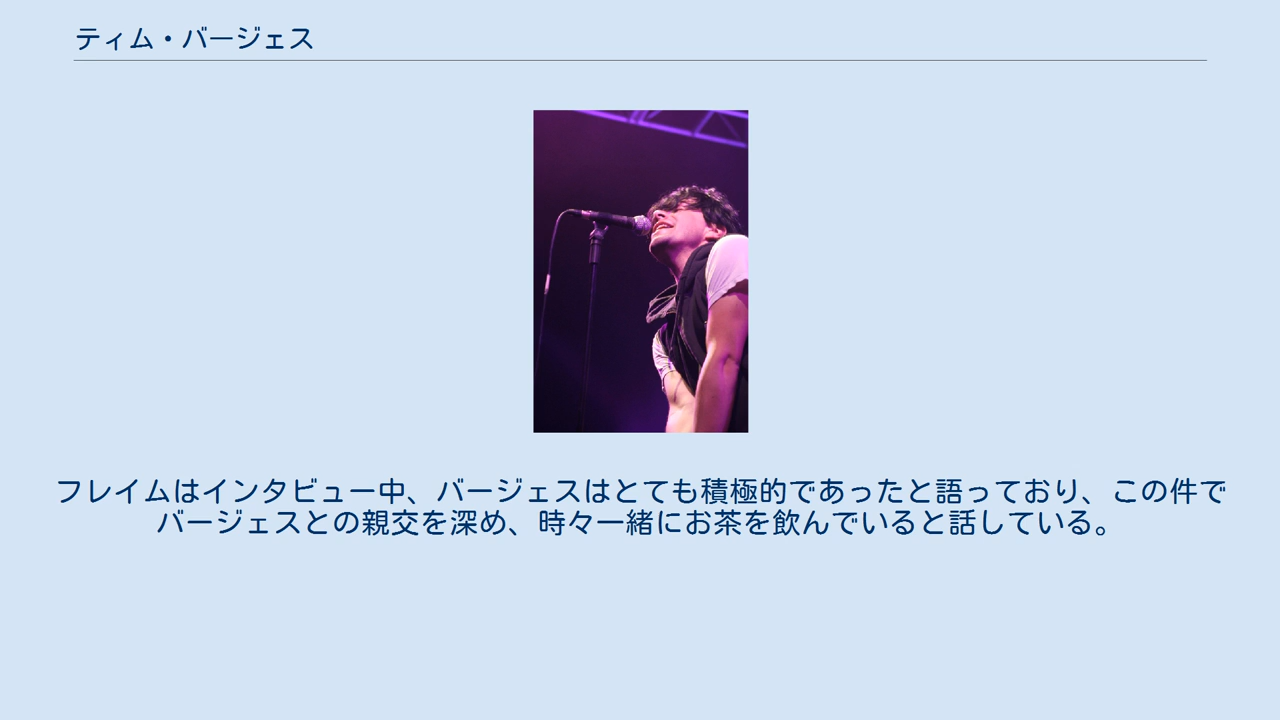 ティム・バージェス
フレイムはインタビュー中、バージェスはとても積極的であったと語っており、この件で
バージェスとの親交を深め、時々一緒にお茶を飲んでいると話している。